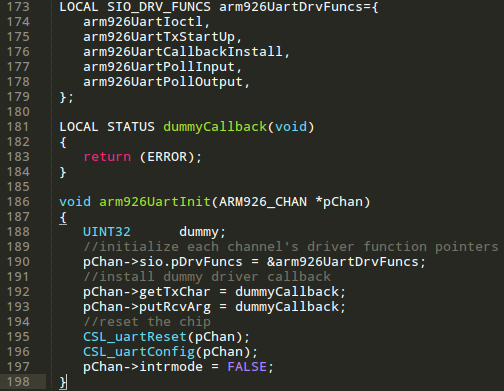 173 LOCAL SIO_DRV_FUNCS arm926UartDrvFuncs={
174 arm926UartIoctl,
175 arm926UartTxStartUp,
176 arm926UartCallbackInstall,
177 arm926UartPollInput,
178 arm926UartPollOutput,
179 };
180
181 LOCAL STATUS dummyCallback(void)
182 {
183 return (ERROR);
184 }
185
186 void arm926UartInit(ARM926_CHAN *pChan)
187 {
188 UINT32 dummy;
189 //initialize each channel's driver function pointers
190 pChan->sio.pDrvFuncs = &arm926UartDrvFuncs;
191 //install dummy driver callback
192 pChan->getTxChar = dummyCallback;
193 pChan->putRcvArg = dummyCallback;
194 //reset the chip
195 CSL_uartReset(pChan);
196 CSL_uartConfig(pChan);
197 pChan->intrmode = FALSE;
198 }